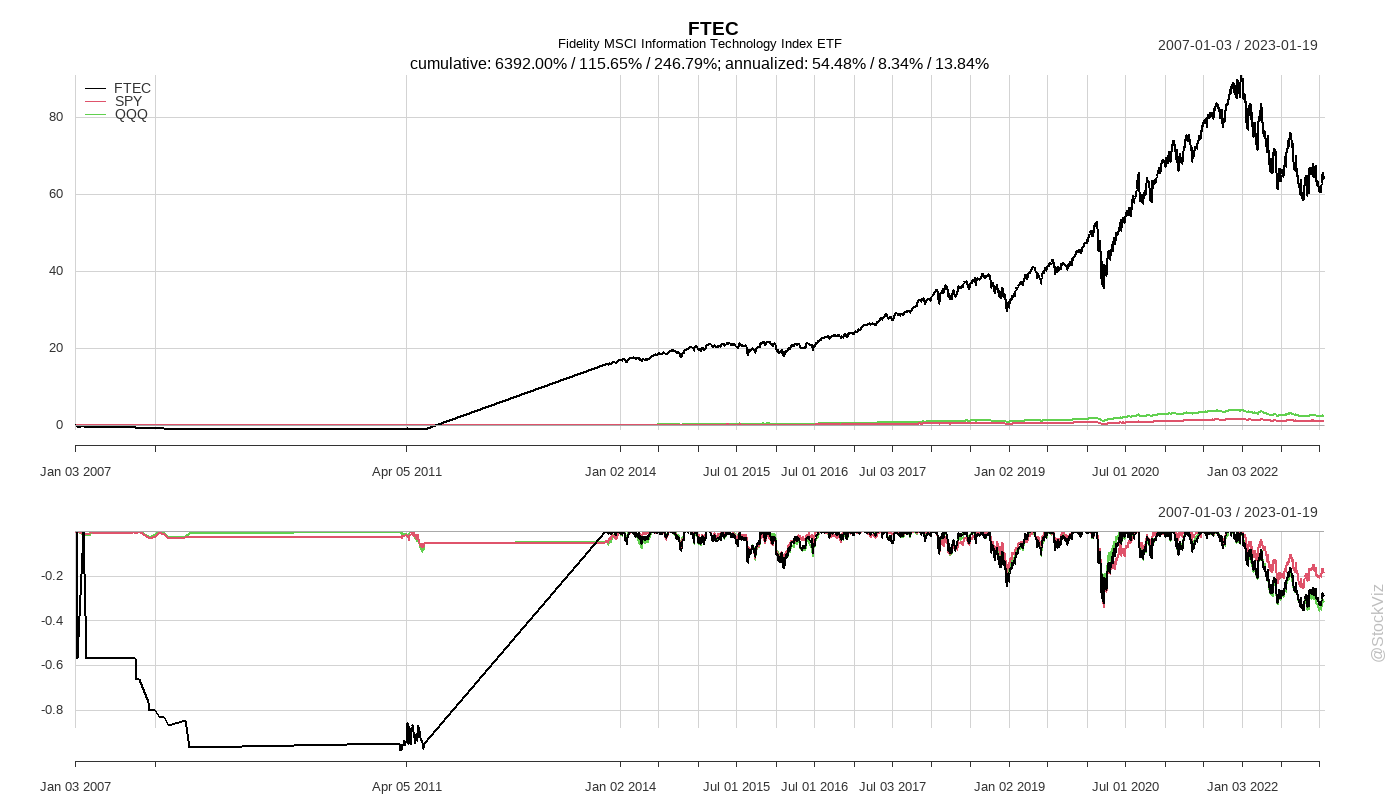 FTEC
Fidelity MSCI Information Technology Index ETF
2007-01-03 / 2023-01-19
cumulative: 6392.00% / 115.65% / 246.79%; annualized: 54.48% / 8.34% / 13.84%
FTEC
SPY
QQQ
80
60
40
20
0
Jan 03 2007 Apr 05 2011 Jan 02 2014 Jul 01 2015 Jul 01 2016 Jul 03 2017 Jan 02 2019 Jul 01 2020 Jan 03 2022
2007-01-03 / 2023-01-19
-0.2
-0.4
-0.6
-0.8
Jan 03 2007 Apr 05 2011 Jan 02 2014 Jul 01 2015 Jul 01 2016 Jul 03 2017 Jan 02 2019 Jul 01 2020 Jan 03 2022
@StockViz